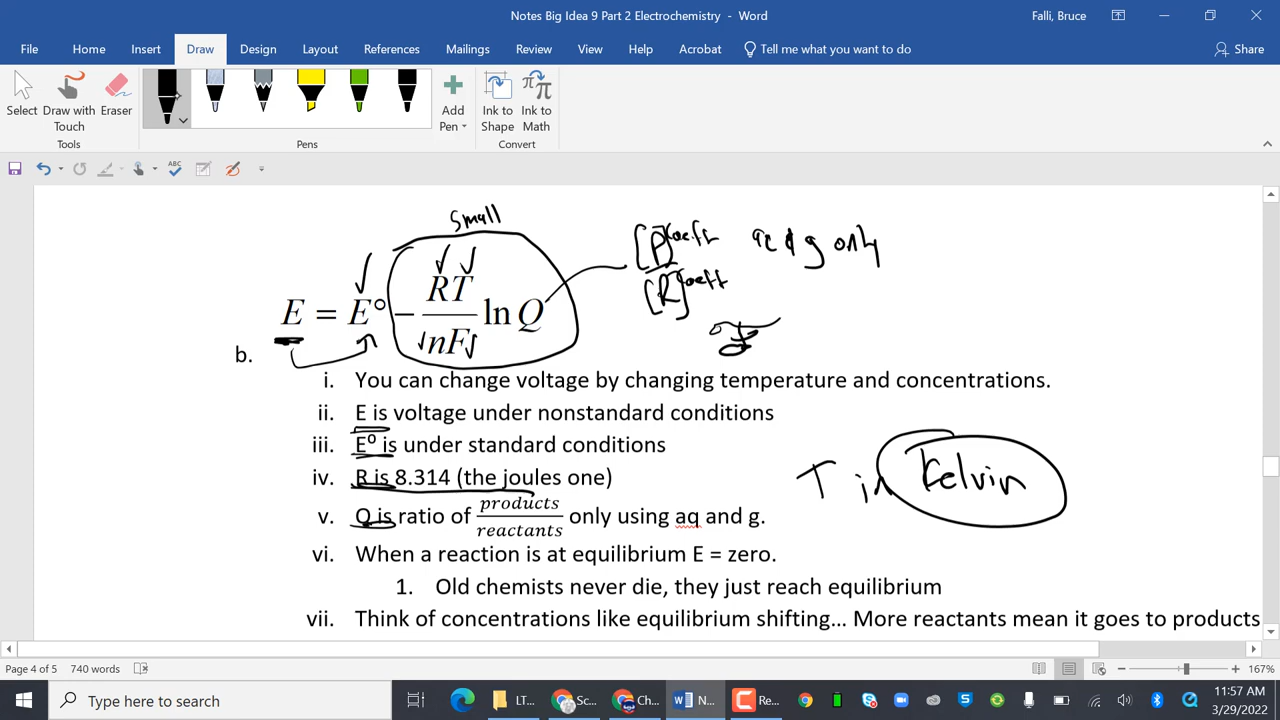 Notes Big Idea 9 Part 2 Electrochemistry - Word
Falli, Bruce
File Home Insert Draw Design Layout References Mailings Review View Help Acrobat Tell me what you want to do Share
Select Draw with Touch Eraser Add Pen Ink to Shape Ink to Math
Tools Pens Convert
ABC
small
[P]^coeff aq & g only
[R]^coeff
b. E = E° − RT/nF ln Q
i. You can change voltage by changing temperature and concentrations.
ii. E is voltage under nonstandard conditions
iii. E⁰ is under standard conditions
iv. R is 8.314 (the joules one)
T in Kelvin
v. Q is ratio of products/reactants only using aq and g.
vi. When a reaction is at equilibrium E = zero.
1. Old chemists never die, they just reach equilibrium
vii. Think of concentrations like equilibrium shifting... More reactants mean it goes to products
Page 4 of 5 740 words 167%
Type here to search
LT... Sc... Ch... N... Re...
11:57 AM
3/29/2022